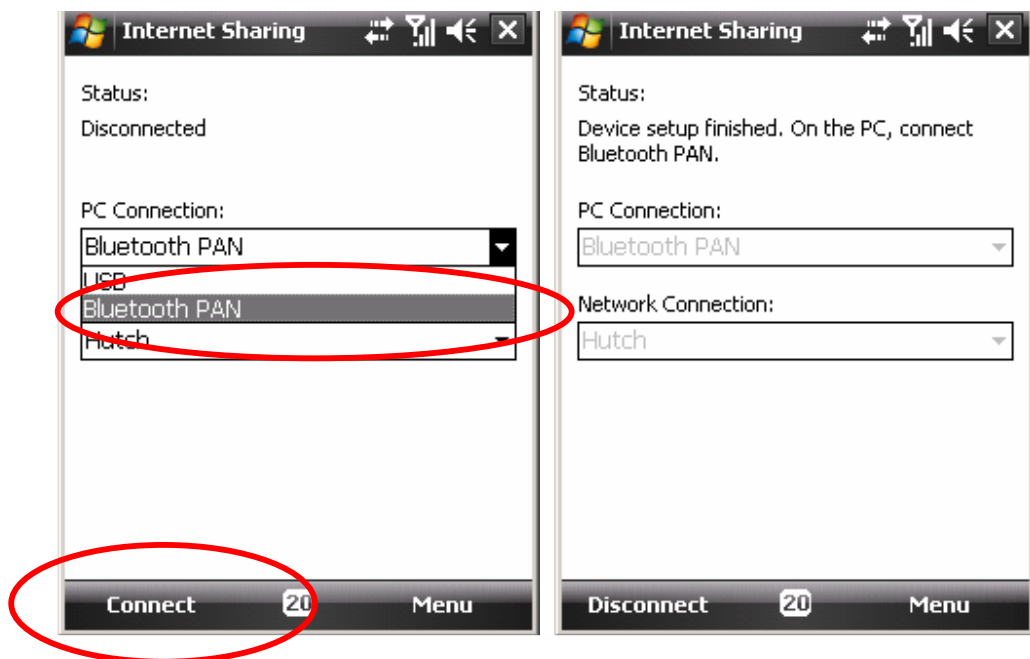 Internet Sharing
Status:
Disconnected
PC Connection:
Bluetooth PAN
USB
Bluetooth PAN
Hutch
Connect
20
Menu
Internet Sharing
Status:
Device setup finished. On the PC, connect
Bluetooth PAN.
PC Connection:
Bluetooth PAN
Network Connection:
Hutch
Disconnect
20
Menu